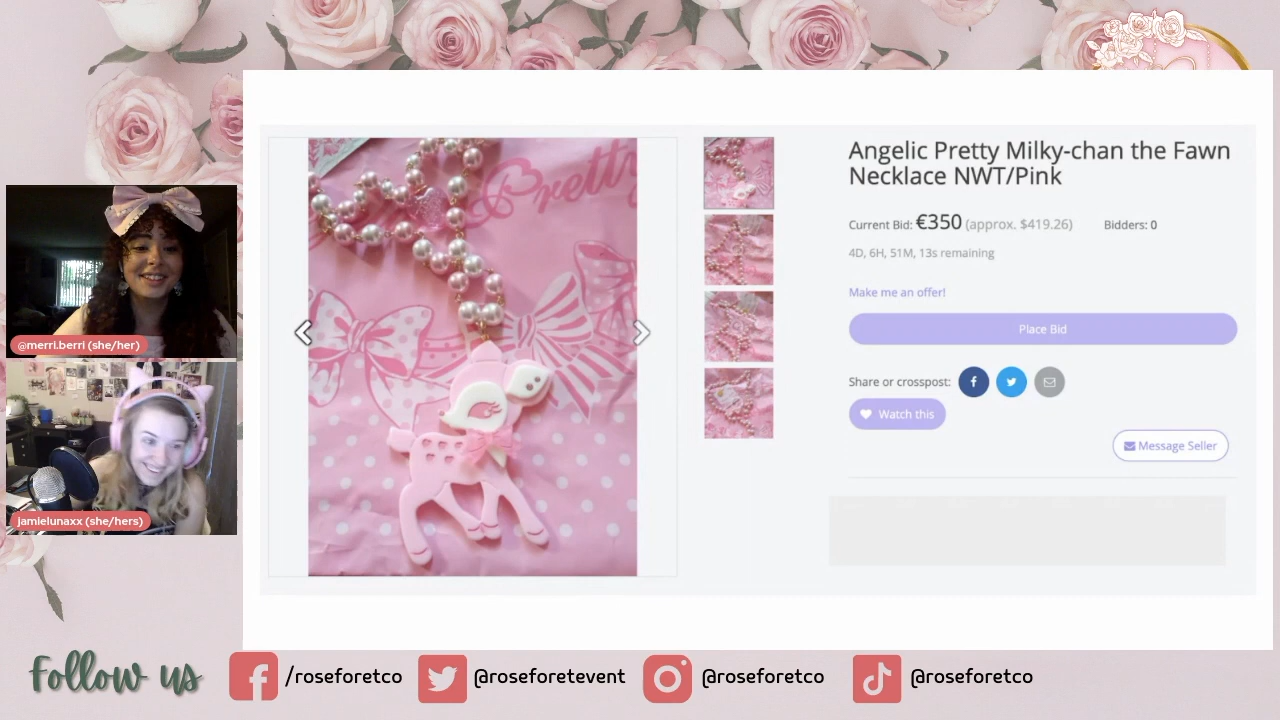 Pretty
Angelic Pretty Milky-chan the Fawn
Necklace NWT/Pink
Current Bid: €350 (approx. $419.26) Bidders: 0
4D, 6H, 51M, 13s remaining
Make me an offer!
Place Bid
Share or crosspost:
Watch this
Message Seller
@merri.berri (she/her)
jamielunaxx (she/hers)
Follow us
/roseforetco
@roseforetevent
@roseforetco
@roseforetco